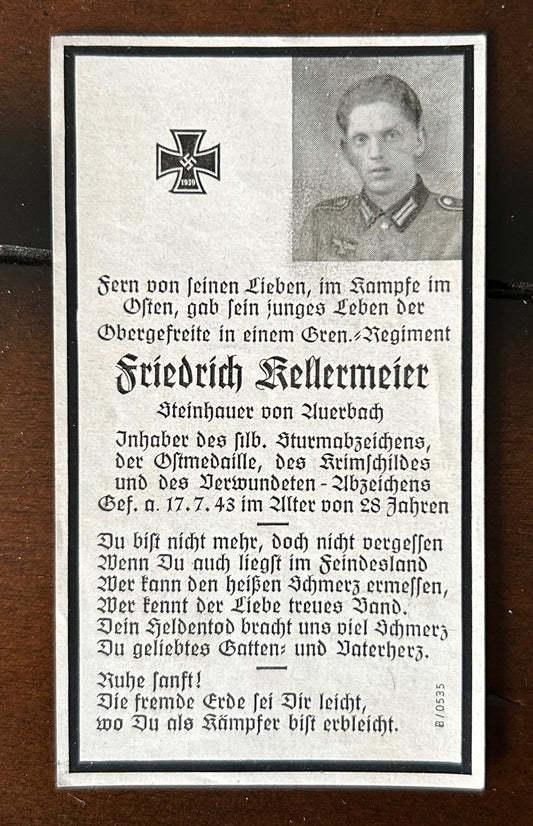 1939
Fern von seinen Lieben, im Kampfe im
Osten, gab sein junges Leben der
Obergefreite in einem Gren.-Regiment
Friedrich Kellermeier
Steinhauer von Auerbach
Inhaber des silb. Sturmabzeichens,
der Ostmedaille, des Krimschildes
und des Verwundeten-Abzeichens
Gef. a. 17.7.43 im Alter von 28 Jahren
Du bist nicht mehr, doch nicht vergessen
Wenn Du auch liegst im Feindesland
Wer kann den heißen Schmerz ermessen,
Wer kennt der Liebe treues Band.
Dein Heldentod bracht uns viel Schmerz
Du geliebtes Gatten- und Vaterherz.
Ruhe sanft!
Die fremde Erde sei Dir leicht,
wo Du als Kämpfer bist erbleicht.
B/0535